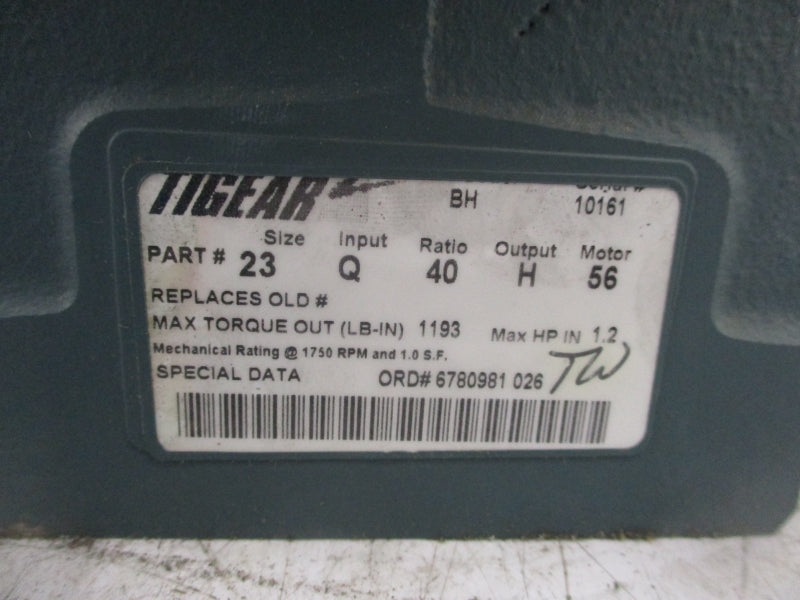 TIGEAR
BH
Serial #
10161
Size Input Ratio Output Motor
PART # 23 Q 40 H 56
REPLACES OLD #
MAX TORQUE OUT (LB-IN) 1193 Max HP IN 1.2
Mechanical Rating @ 1750 RPM and 1.0 S.F.
SPECIAL DATA ORD# 6780981 026 TW